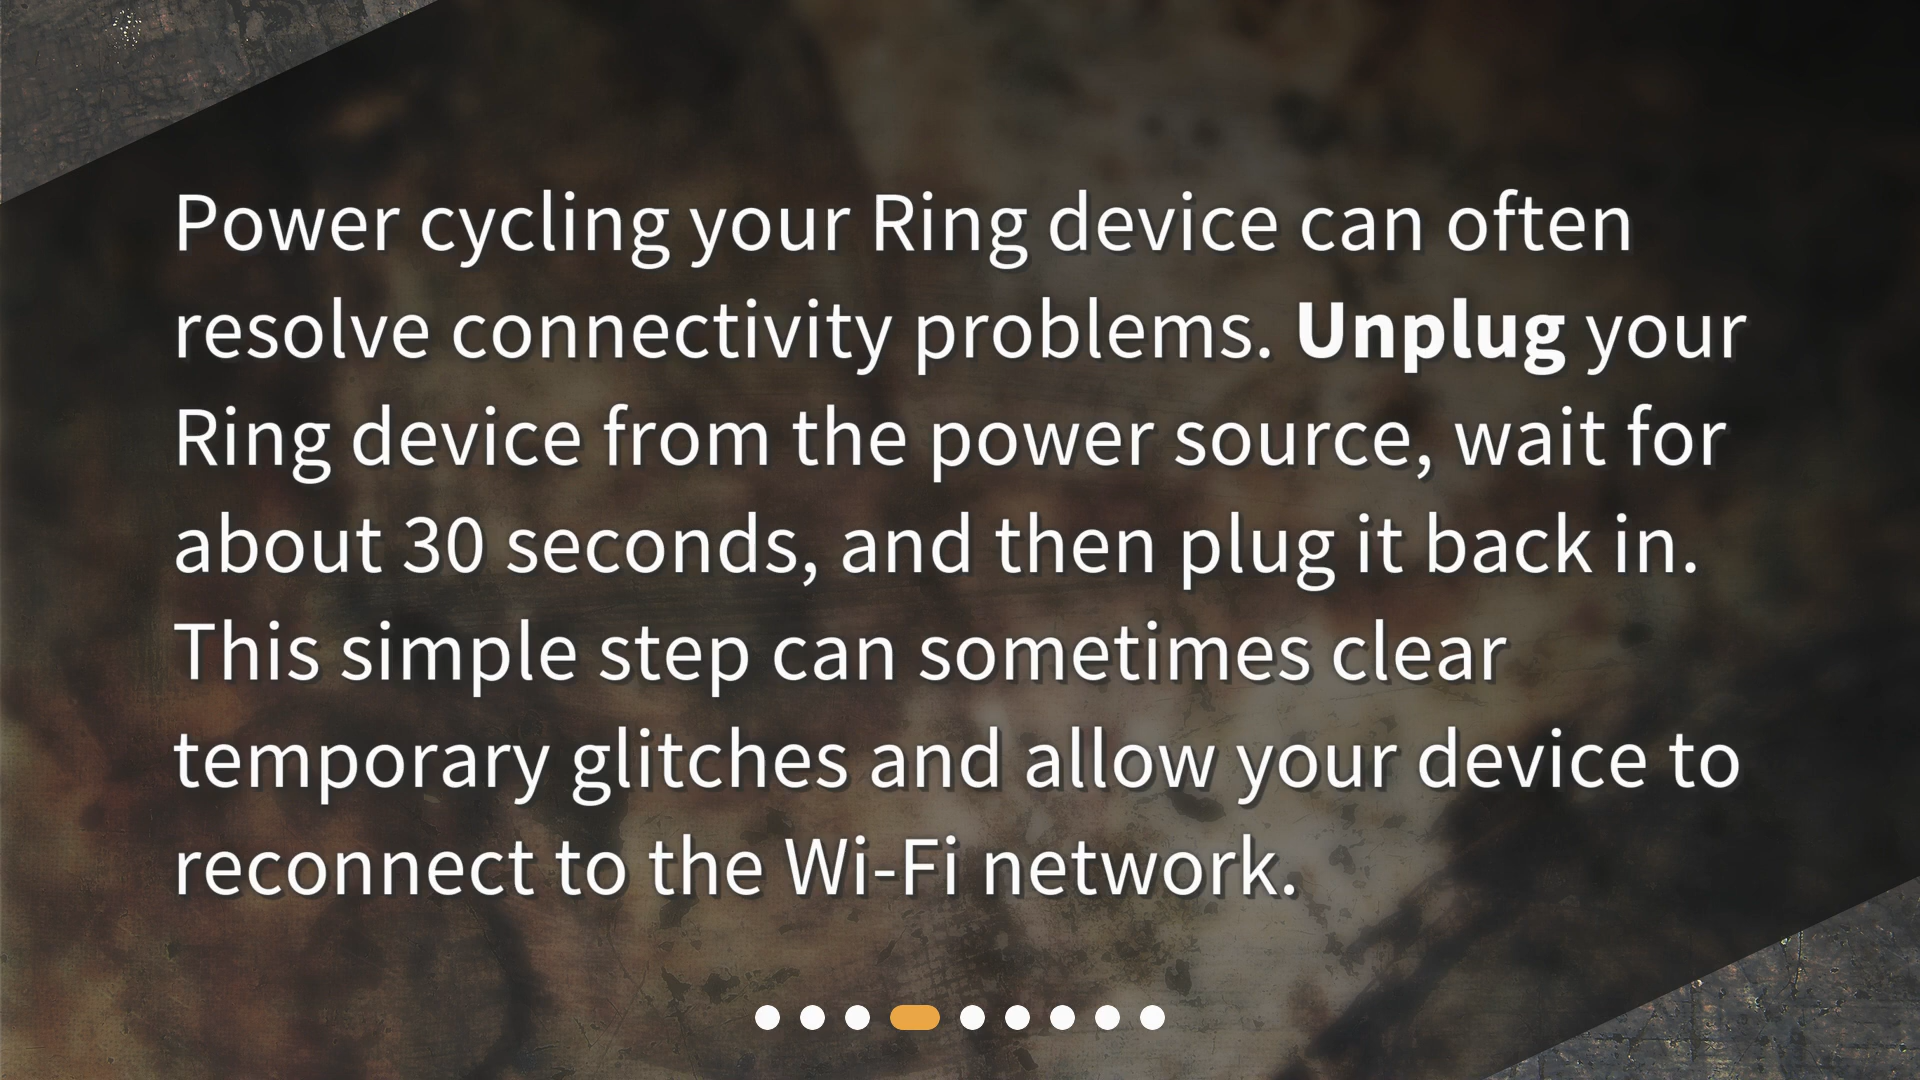 Power cycling your Ring device can often
resolve connectivity problems. Unplug your
Ring device from the power source, wait for
about 30 seconds, and then plug it back in.
This simple step can sometimes clear
temporary glitches and allow your device to
reconnect to the Wi-Fi network.